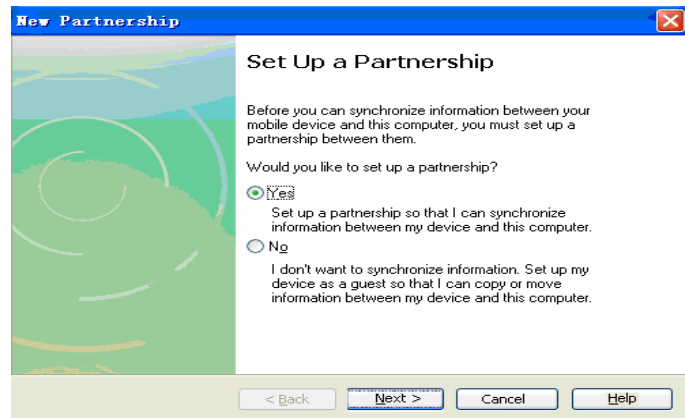 New Partnership
Set Up a Partnership
Before you can synchronize information between your
mobile device and this computer, you must set up a
partnership between them.
Would you like to set up a partnership?
Yes
Set up a partnership so that I can synchronize
information between my device and this computer.
No
I don't want to synchronize information. Set up my
device as a guest so that I can copy or move
information between my device and this computer.
< Back Next > Cancel Help